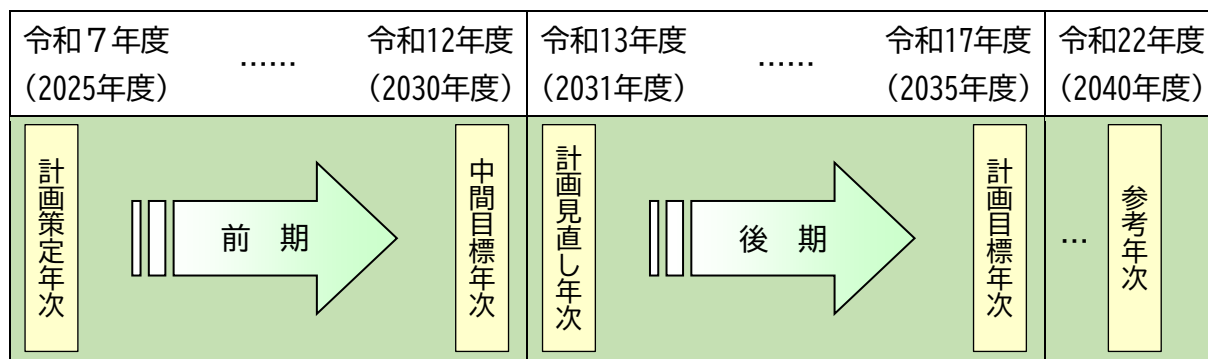 令和７年度
(2025年度)
……
令和12年度
(2030年度)
令和13年度
(2031年度)
……
令和17年度
(2035年度)
令和22年度
(2040年度)
計画策定年次
前　期
中間目標年次
計画見直し年次
後　期
計画目標年次
…
参考年次